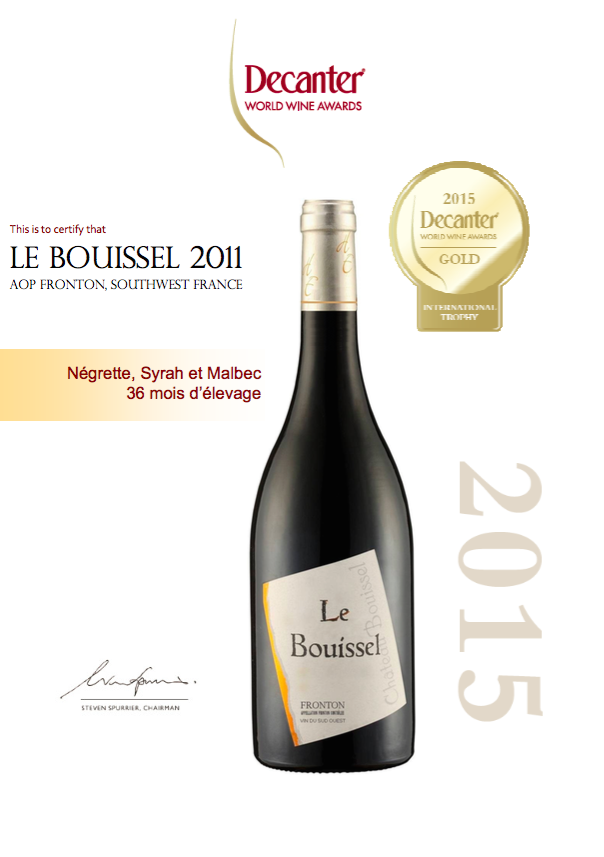 Decanter
WORLD WINE AWARDS
2015
Decanter
WORLD WINE AWARDS
GOLD
INTERNATIONAL
TROPHY
This is to certify that
LE BOUISSEL 2011
AOP FRONTON, SOUTHWEST FRANCE
Négrette, Syrah et Malbec
36 mois d'élevage
2015
Le
Bouissel
Chateau Bouissel
FRONTON
VIN DU SUD OUEST
STEVEN SPURRIER, CHAIRMAN